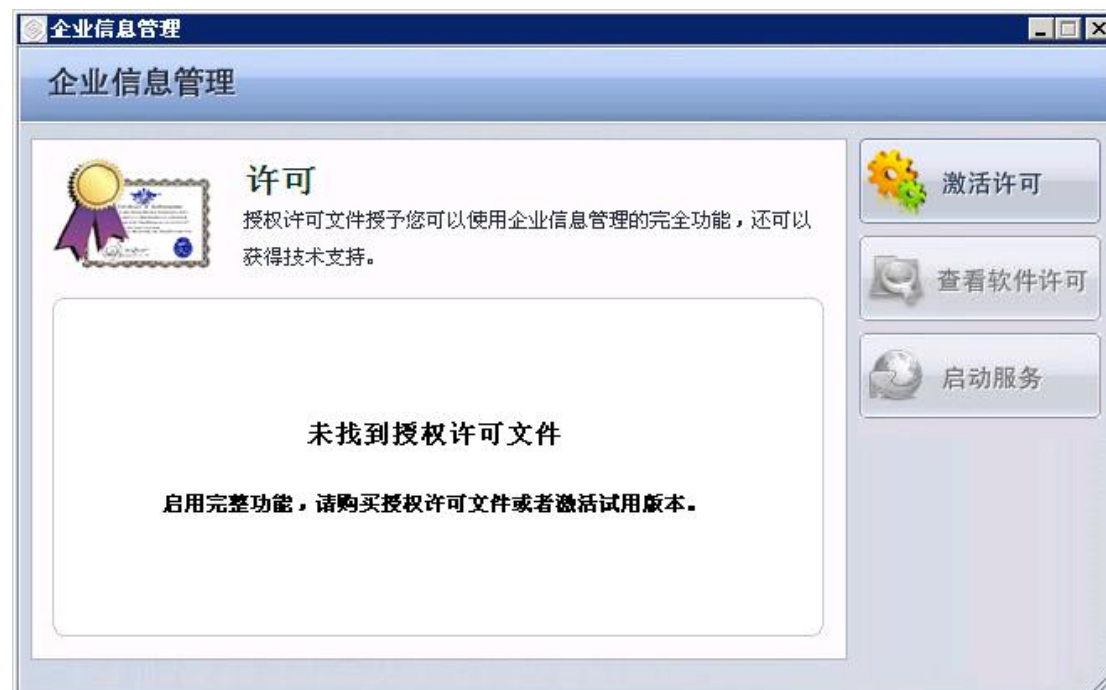 企业信息管理
企业信息管理
许可
授权许可文件授予您可以使用企业信息管理的完全功能，还可以
获得技术支持。
未找到授权许可文件
启用完整功能，请购买授权许可文件或者激活试用版本。
激活许可
查看软件许可
启动服务